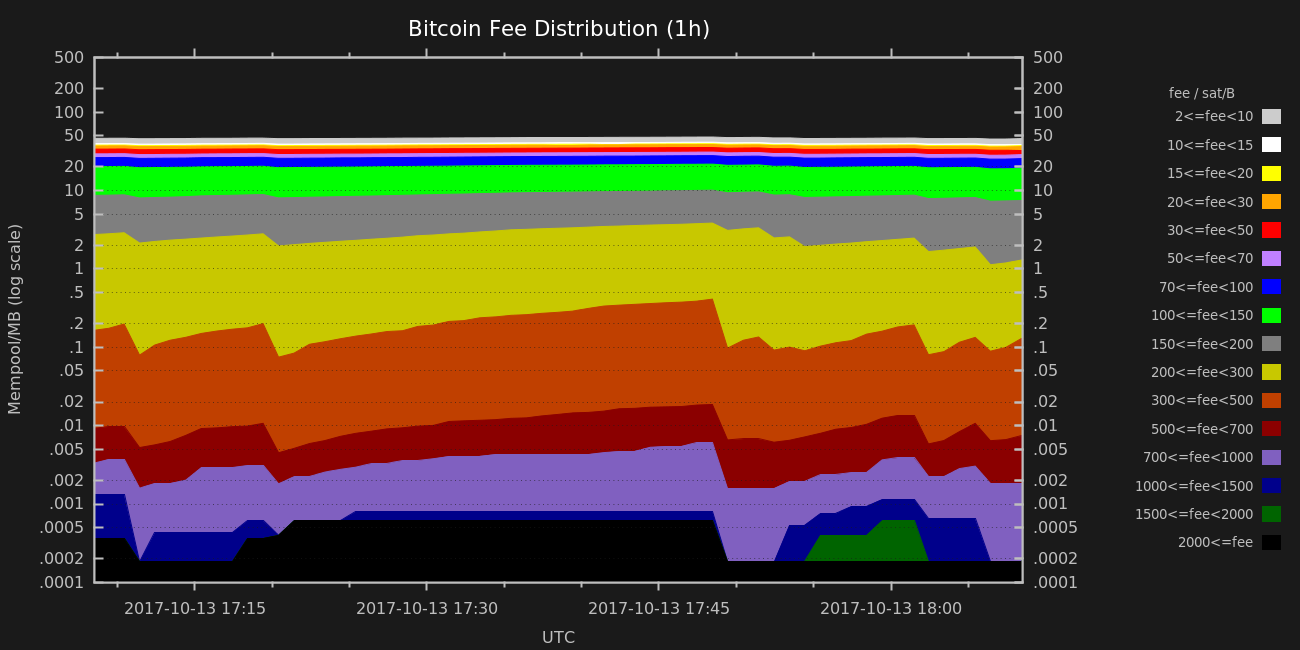 Bitcoin Fee Distribution (1h)
Mempool/MB (log scale)
500
200
100
50
20
10
5
2
1
.5
.2
.1
.05
.02
.01
.005
.002
.001
.0005
.0002
.0001
500
200
100
50
20
10
5
2
1
.5
.2
.1
.05
.02
.01
.005
.002
.001
.0005
.0002
.0001
2017-10-13 17:15
2017-10-13 17:30
2017-10-13 17:45
2017-10-13 18:00
UTC
fee / sat/B
2<=fee<10
10<=fee<15
15<=fee<20
20<=fee<30
30<=fee<50
50<=fee<70
70<=fee<100
100<=fee<150
150<=fee<200
200<=fee<300
300<=fee<500
500<=fee<700
700<=fee<1000
1000<=fee<1500
1500<=fee<2000
2000<=fee